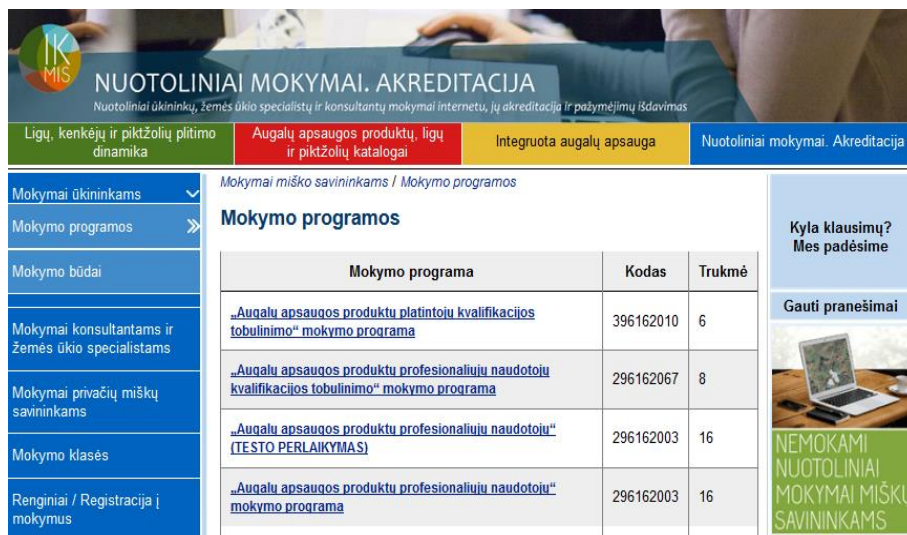 IK
MIS
NUOTOLINIAI MOKYMAI. AKREDITACIJA
Nuotoliniai ūkininkų, žemės ūkio specialistų ir konsultantų mokymai internetu, jų akreditacija ir pažymėjimų išdavimas
Ligų, kenkėjų ir piktžolių plitimo
dinamika
Augalų apsaugos produktų, ligų
ir piktžolių katalogai
Integruota augalų apsauga
Nuotoliniai mokymai. Akreditacija
Mokymai ūkininkams
Mokymo programos
Mokymo būdai
Mokymai konsultantams ir
žemės ūkio specialistams
Mokymai privačių miškų
savininkams
Mokymo klasės
Renginiai / Registracija į
mokymus
Mokymai miško savininkams / Mokymo programos
Mokymo programos
Mokymo programa Kodas Trukmė
„Augalų apsaugos produktų platintojų kvalifikacijos
tobulinimo“ mokymo programa 396162010 6
„Augalų apsaugos produktų profesionaliųjų naudotojų
kvalifikacijos tobulinimo“ mokymo programa 296162067 8
„Augalų apsaugos produktų profesionaliųjų naudotojų“
(TESTO PERLAIKYMAS) 296162003 16
„Augalų apsaugos produktų profesionaliųjų naudotojų“
mokymo programa 296162003 16
Kyla klausimų?
Mes padėsime
Gauti pranešimai
NEMOKAMI
NUOTOLINIAI
MOKYMAI MIŠKŲ
SAVININKAMS